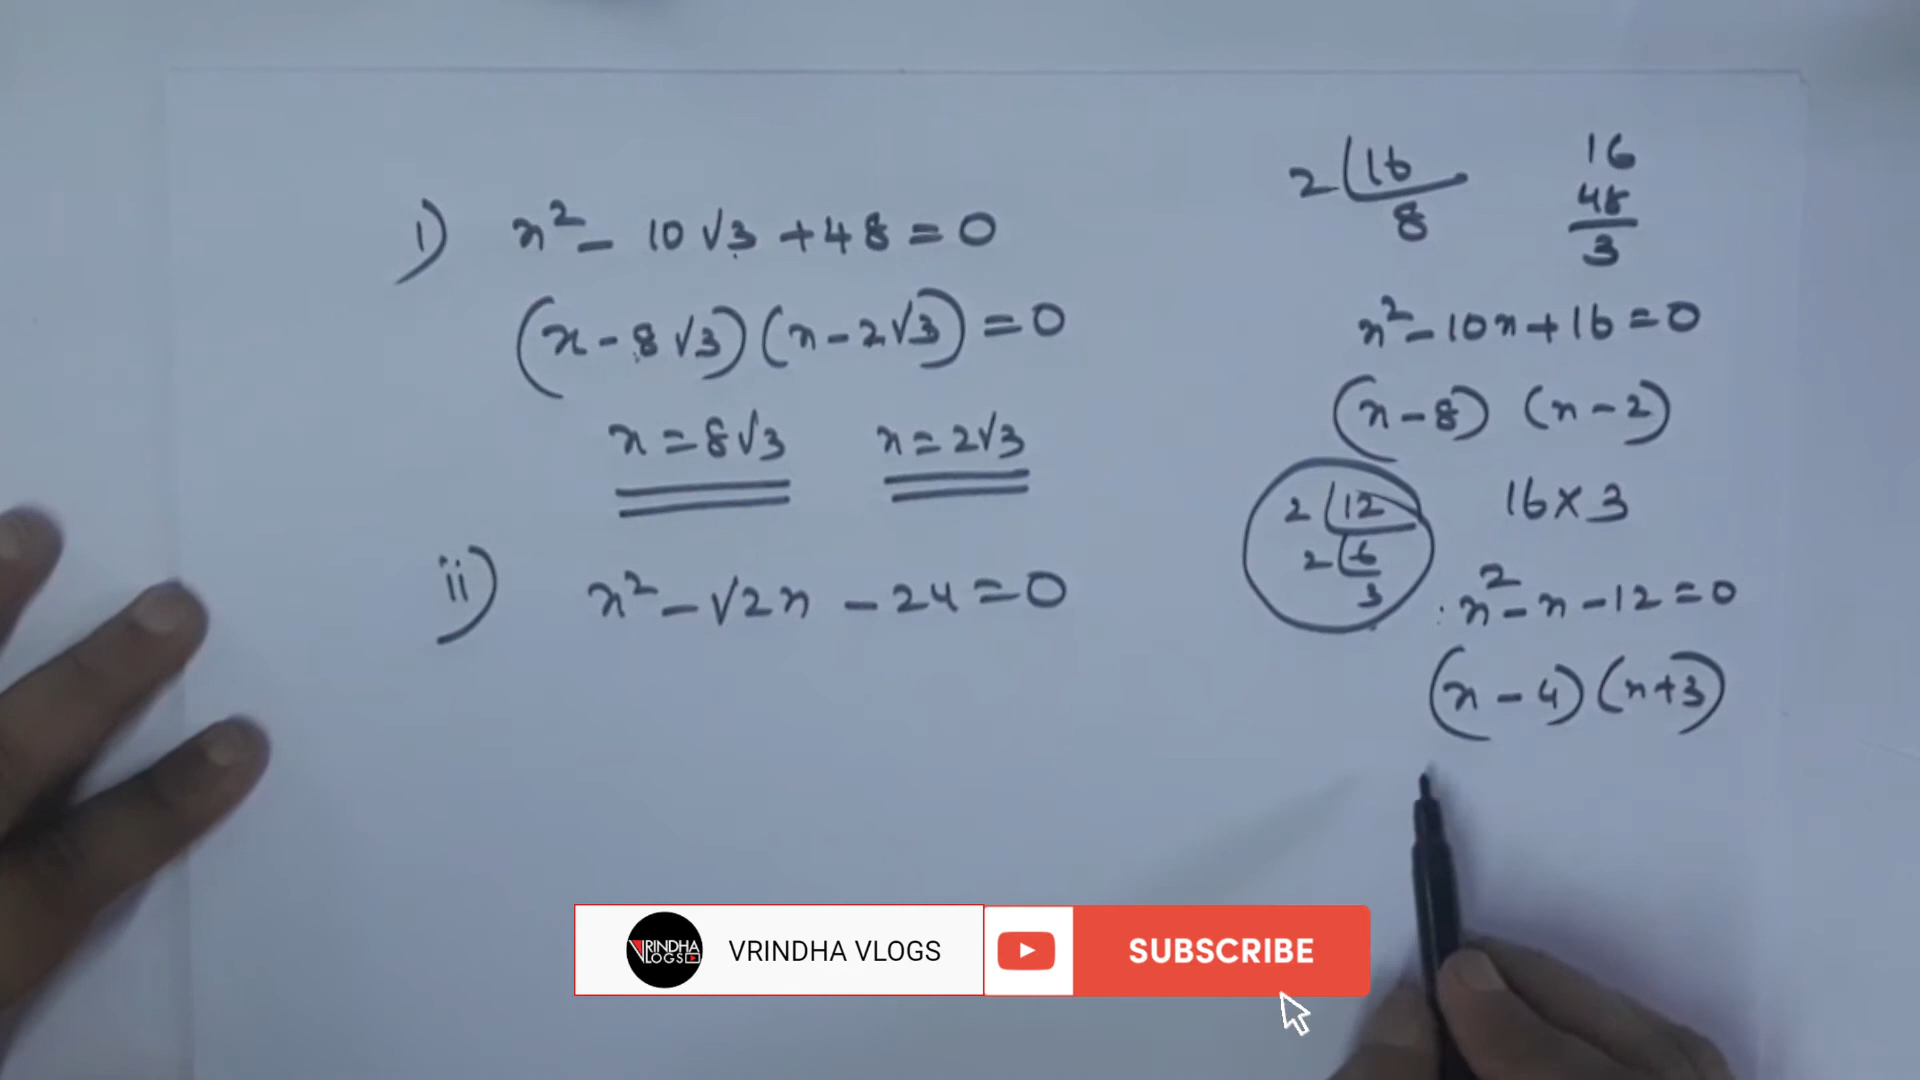 i) x² - 10√3 + 48 = 0
(x - 8√3) (x - 2√3) = 0
x = 8√3 x = 2√3
ii) x² - √2x - 24 = 0
2 16
8
16
48
3
x² - 10x + 16 = 0
(x - 8) (x - 2)
16 × 3
2 12
2 6
3
x² - x - 12 = 0
(x - 4) (x + 3)
VRINDHA VLOGS
VRINDHA VLOGS SUBSCRIBE